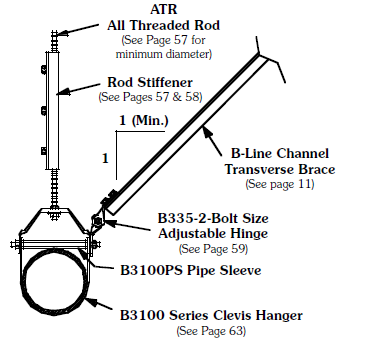 ATR
All Threaded Rod
(See Page 57 for
minimum diameter)
Rod Stiffener
(See Pages 57 & 58)
1 (Min.)
1
B-Line Channel
Transverse Brace
(See page 11)
B335-2-Bolt Size
Adjustable Hinge
(See Page 59)
B3100PS Pipe Sleeve
B3100 Series Clevis Hanger
(See Page 63)